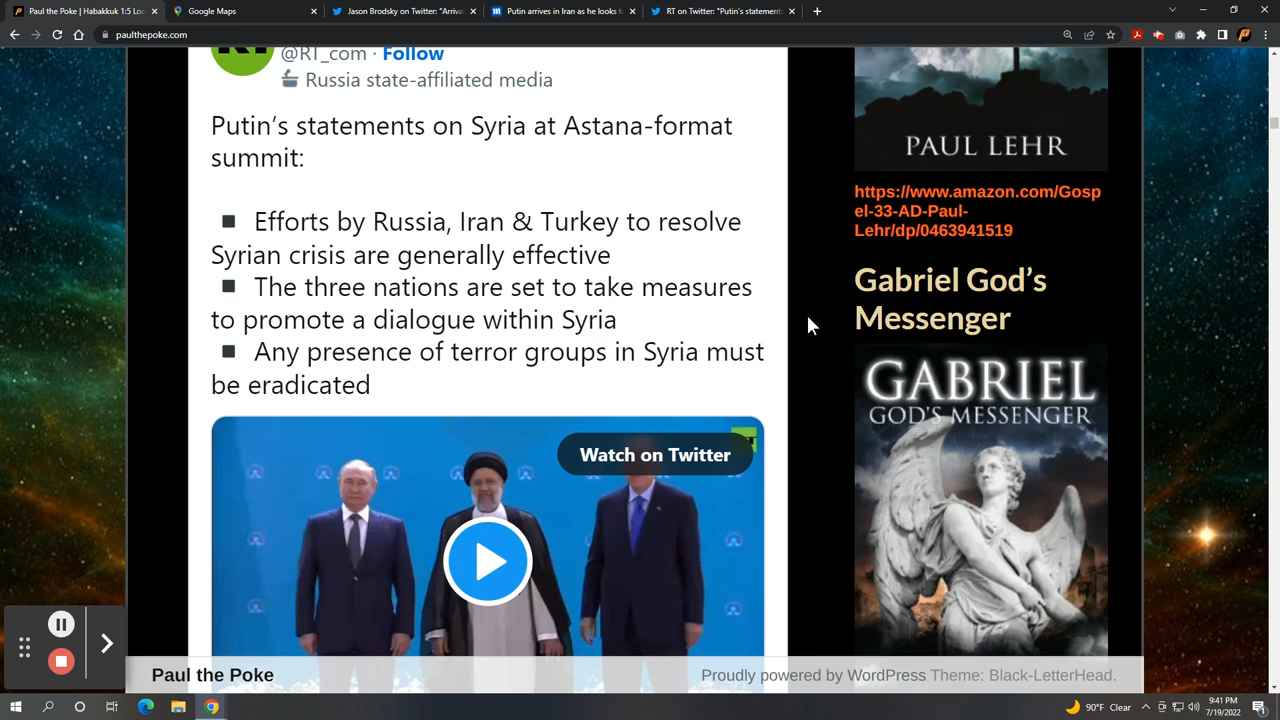 Paul the Poke | Habakkuk 1:5 Loo
Google Maps
Jason Brodsky on Twitter: "Arrival
Putin arrives in Iran as he looks to
RT on Twitter: "Putin's statements
paulthepoke.com
@RT_com · Follow
Russia state-affiliated media
Putin's statements on Syria at Astana-format
summit:
◾ Efforts by Russia, Iran & Turkey to resolve
Syrian crisis are generally effective
◾ The three nations are set to take measures
to promote a dialogue within Syria
◾ Any presence of terror groups in Syria must
be eradicated
Watch on Twitter
PAUL LEHR
https://www.amazon.com/Gosp
el-33-AD-Paul-
Lehr/dp/0463941519
Gabriel God's
Messenger
GABRIEL
GOD'S MESSENGER
Paul the Poke
Proudly powered by WordPress Theme: Black-LetterHead.
90°F Clear
9:41 PM
7/19/2022